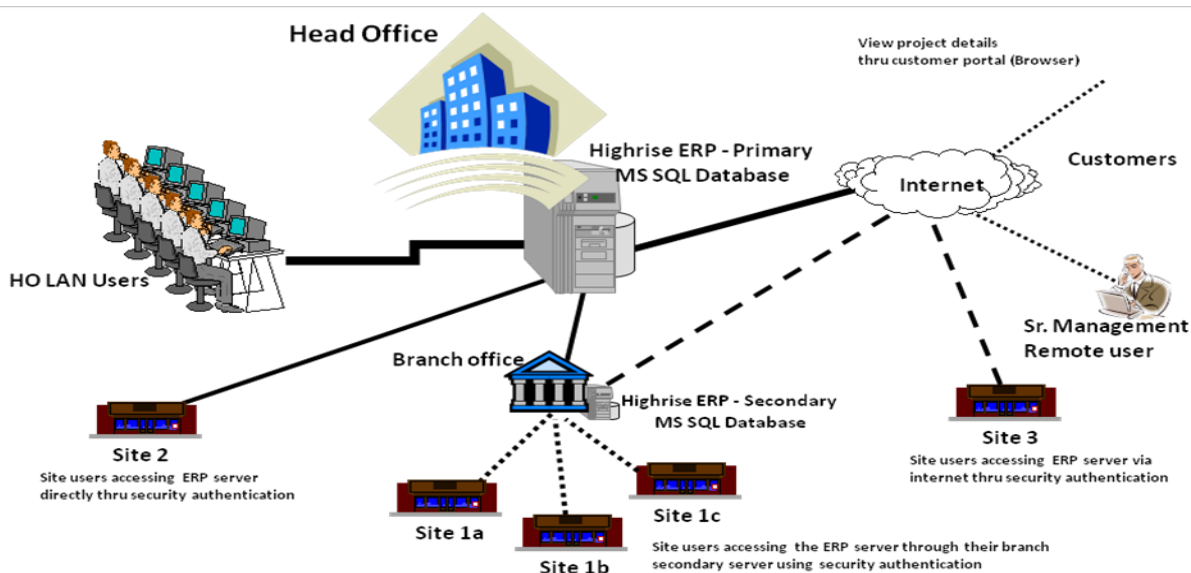 Head Office
View project details
thru customer portal (Browser)
Highrise ERP - Primary
MS SQL Database
Customers
Internet
HO LAN Users
Sr. Management
Remote user
Branch office
Highrise ERP - Secondary
MS SQL Database
Site 2
Site users accessing ERP server
directly thru security authentication
Site 3
Site users accessing ERP server via
internet thru security authentication
Site 1a
Site 1c
Site 1b
Site users accessing the ERP server through their branch
secondary server using security authentication